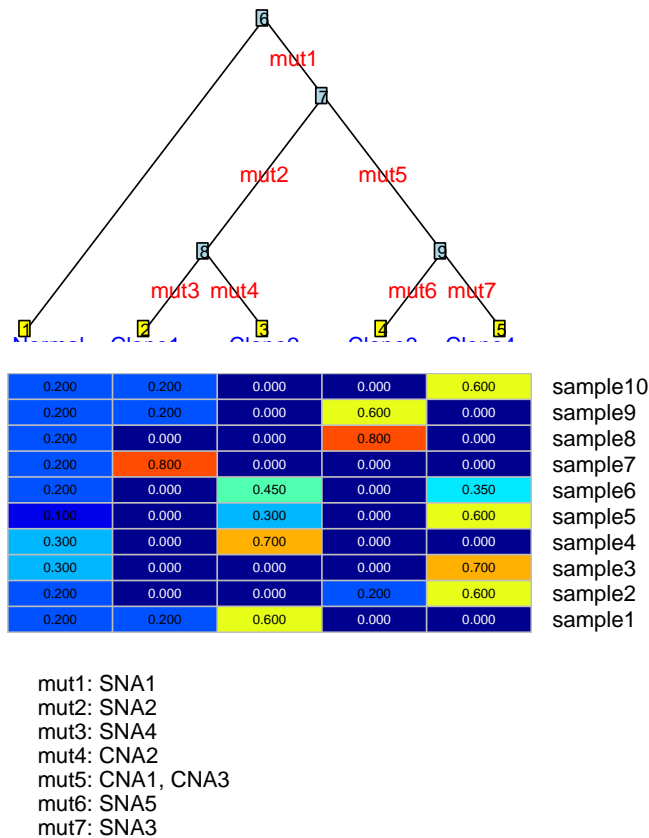 6
mut1
7
mut2 mut5
8 9
mut3 mut4 mut6 mut7
1 2 3 4 5
Normal Clone1 Clone2 Clone3 Clone4
0.200 0.200 0.000 0.000 0.600 sample10
0.200 0.200 0.000 0.600 0.000 sample9
0.200 0.000 0.000 0.800 0.000 sample8
0.200 0.800 0.000 0.000 0.000 sample7
0.200 0.000 0.450 0.000 0.350 sample6
0.100 0.000 0.300 0.000 0.600 sample5
0.300 0.000 0.700 0.000 0.000 sample4
0.300 0.000 0.000 0.000 0.700 sample3
0.200 0.000 0.000 0.200 0.600 sample2
0.200 0.200 0.600 0.000 0.000 sample1
mut1: SNA1
mut2: SNA2
mut3: SNA4
mut4: CNA2
mut5: CNA1, CNA3
mut6: SNA5
mut7: SNA3